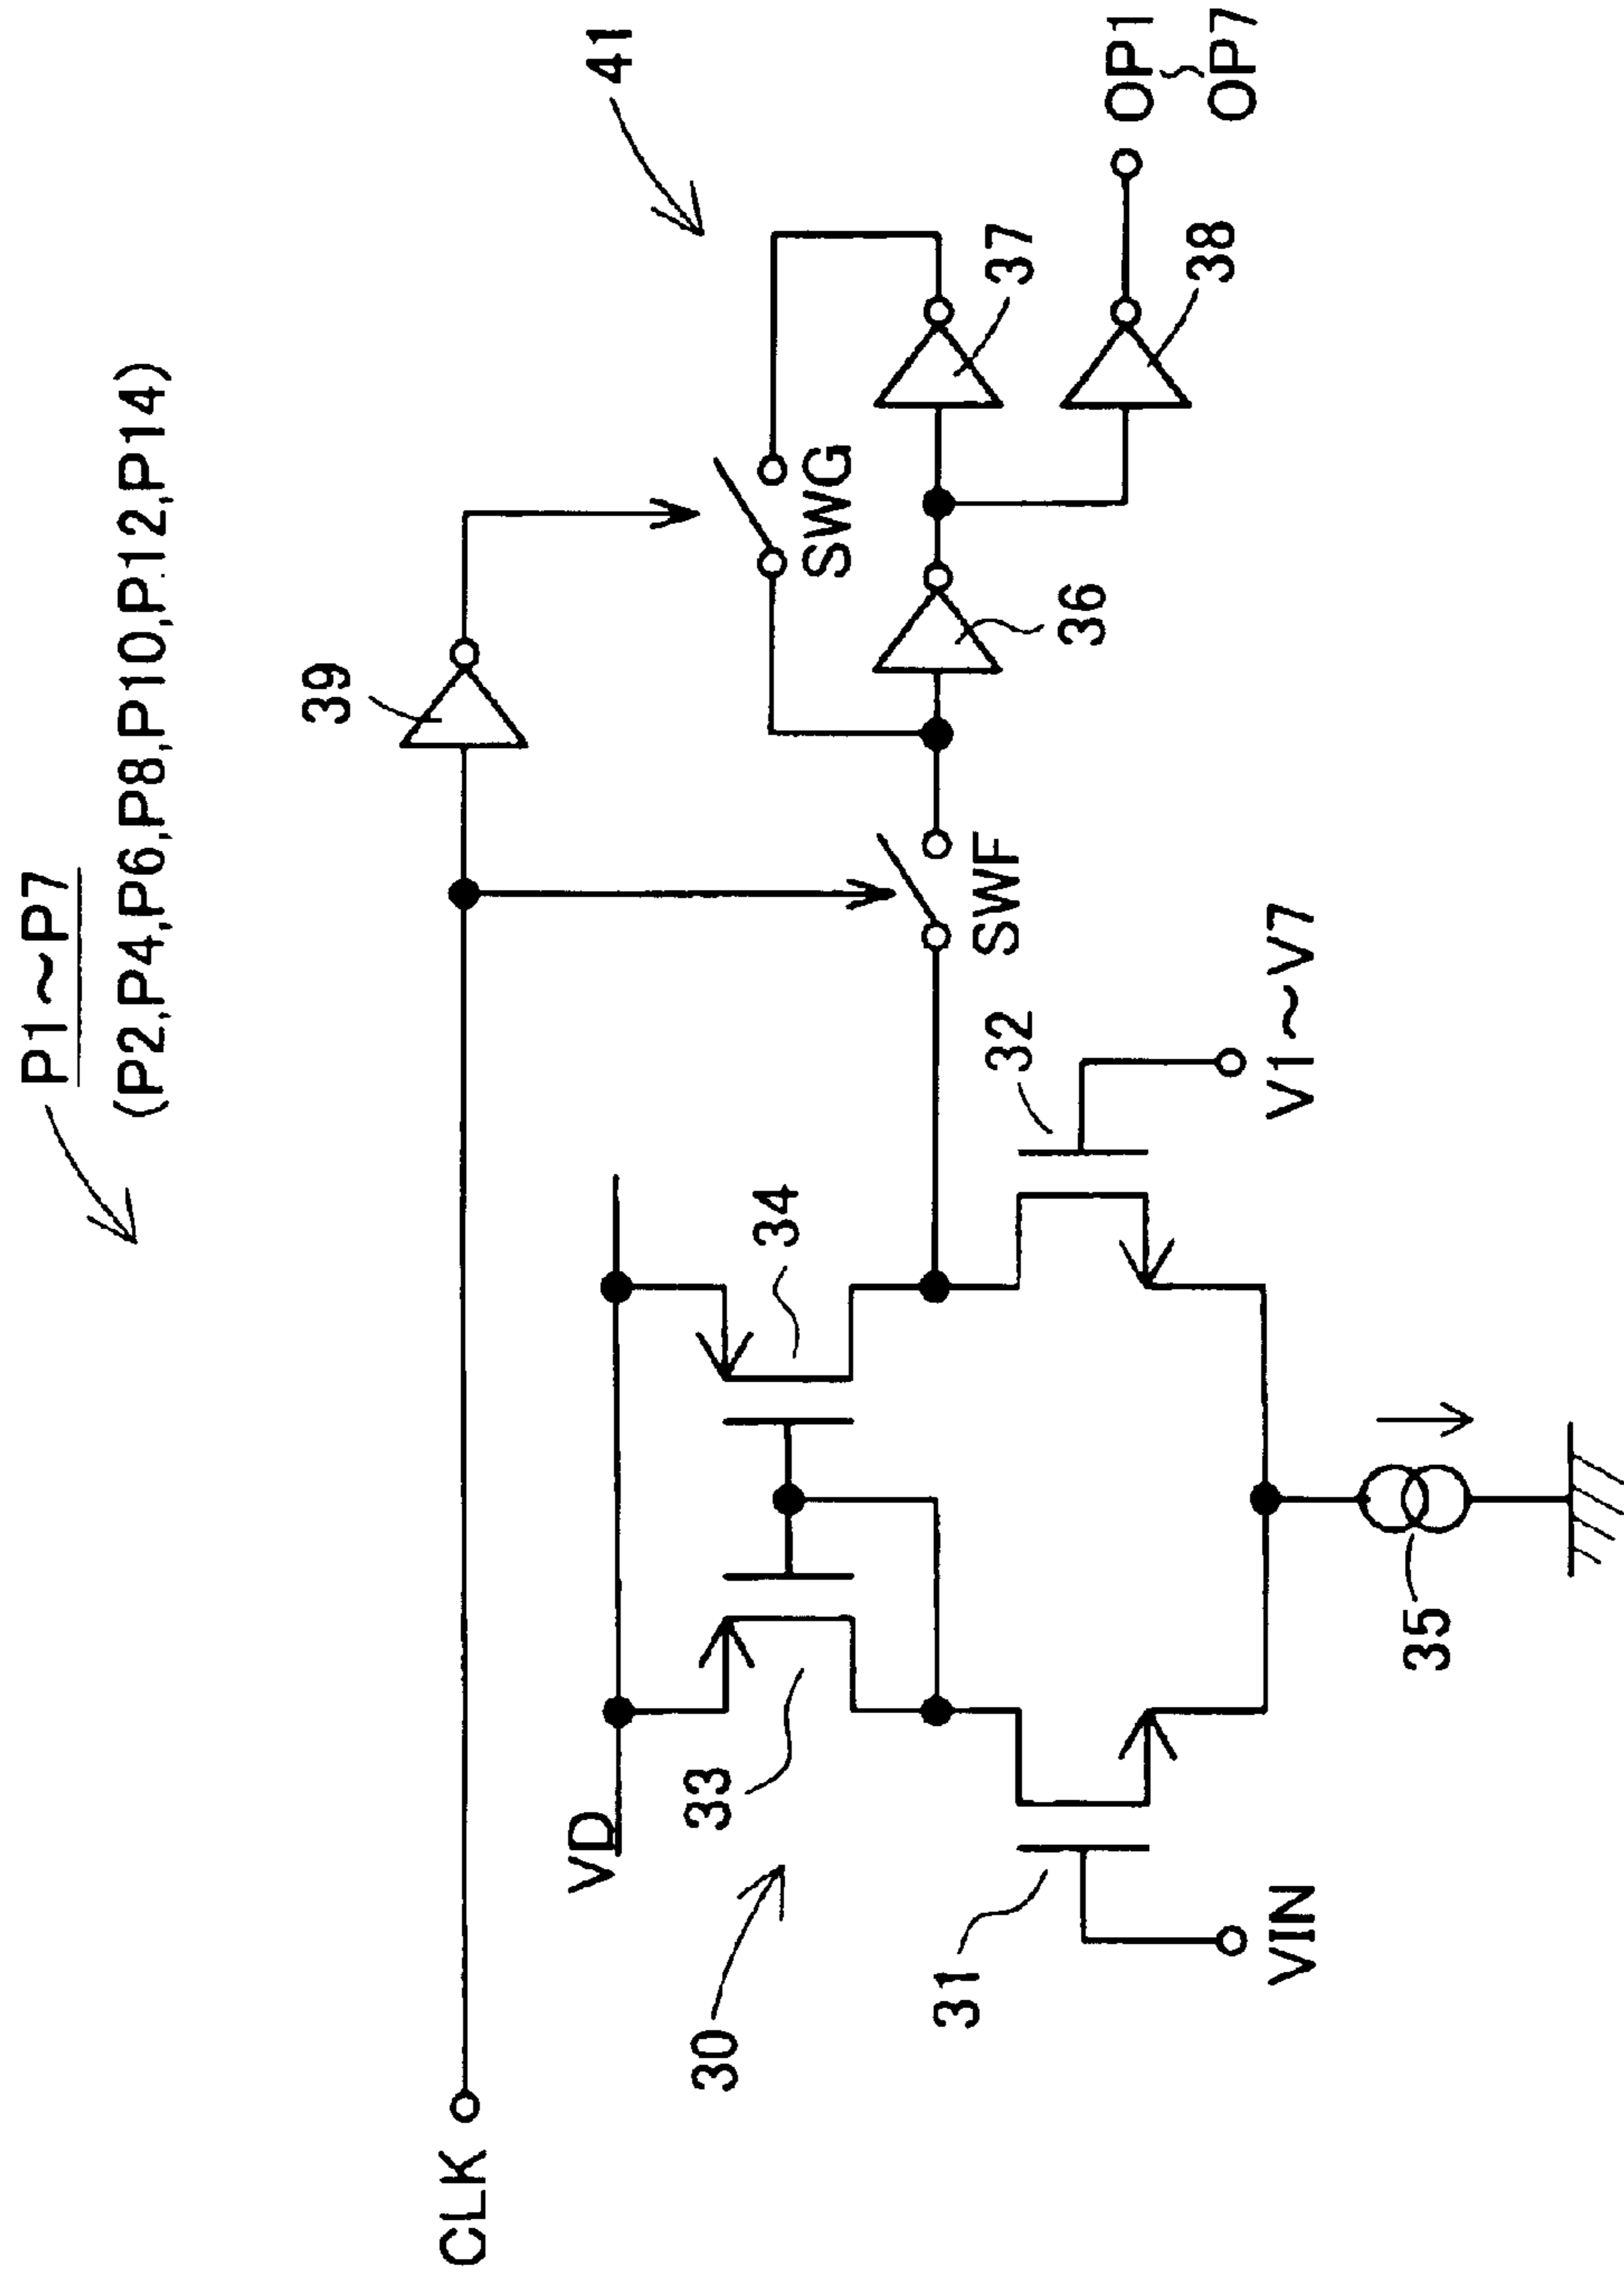 P1~P7
(P2,P4,P6,P8,P10,P12,P14)
CLK
39
41
VD
30
33
34
SWG
SWF
36
37
38
OP1
~
OP7
31
32
VIN
V1~V7
35